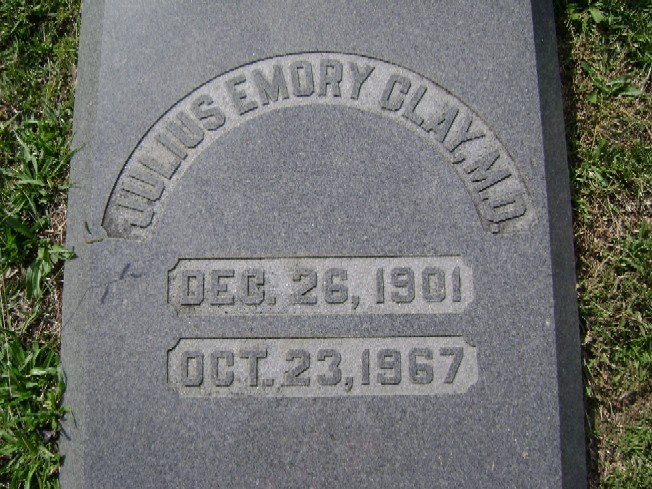 JULIUS EMORY CLAY, M.D.
DEC. 26, 1901
OCT. 23, 1967